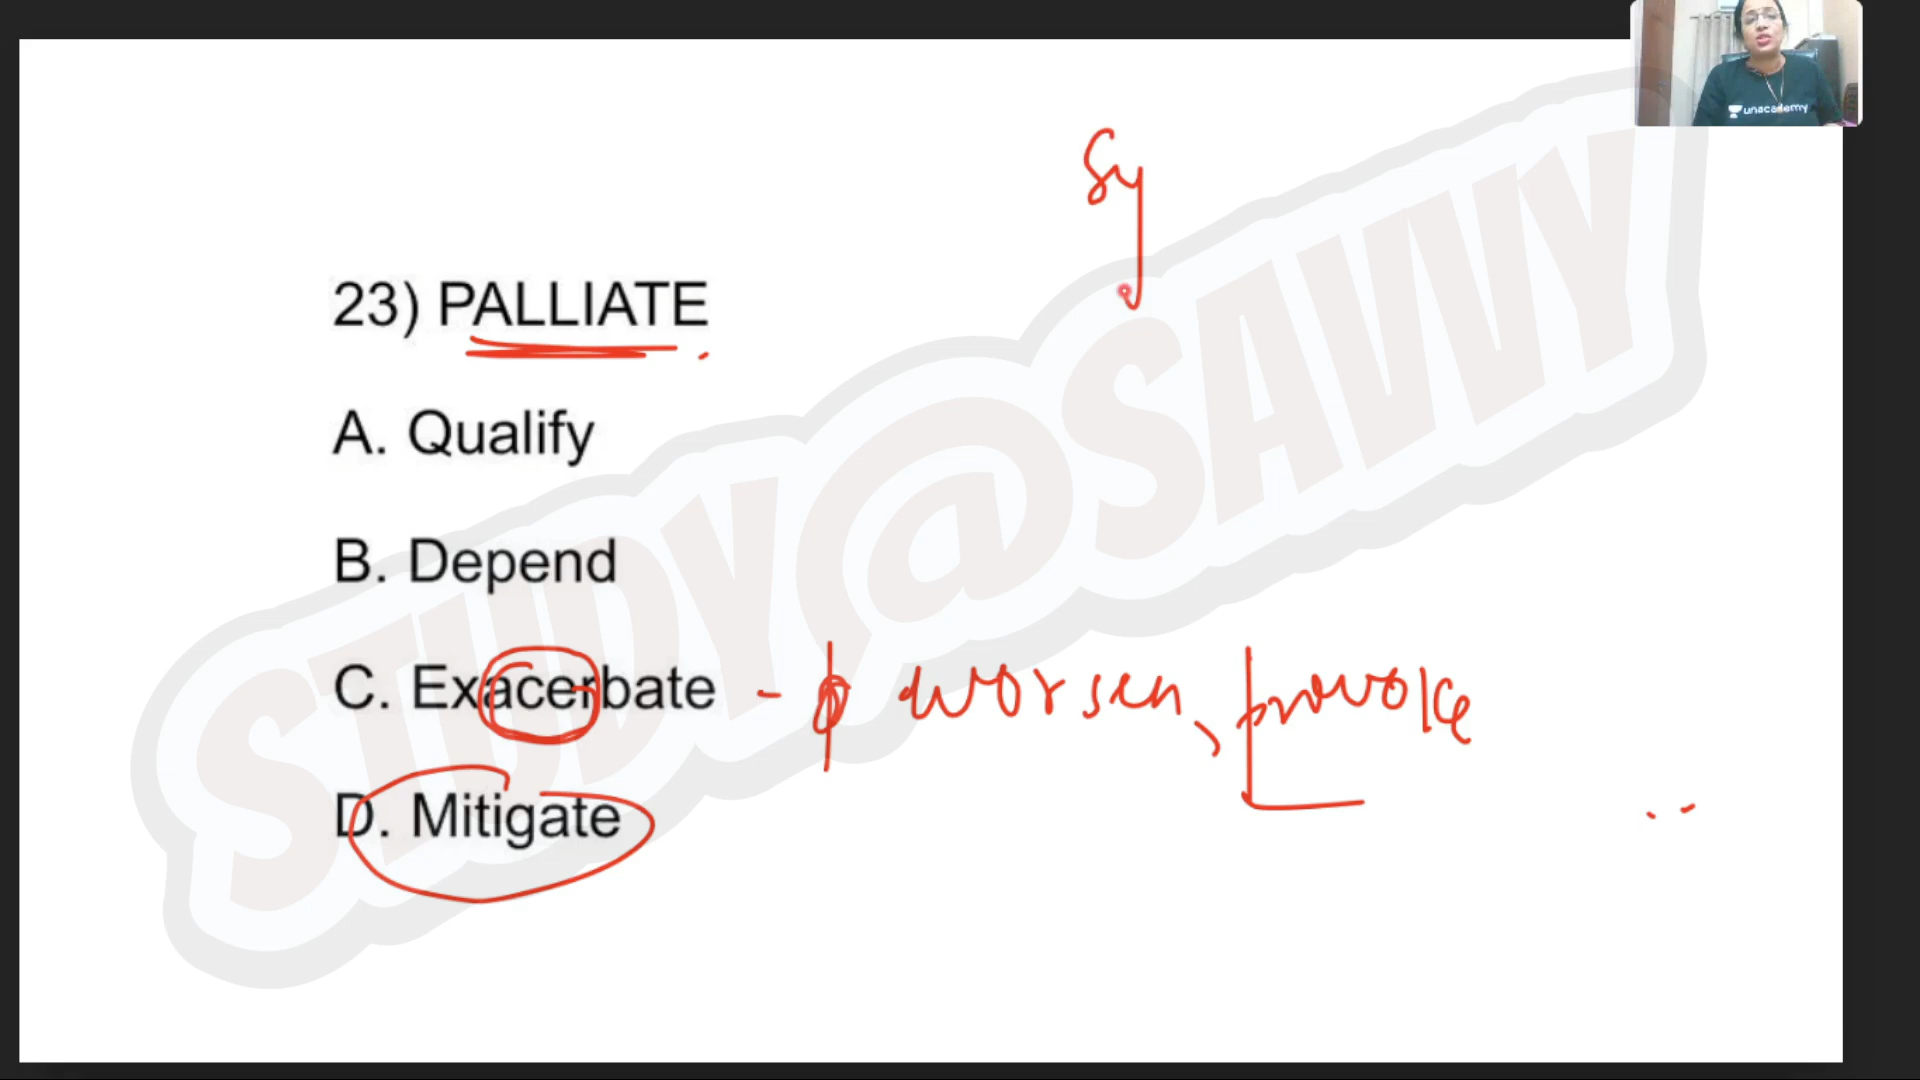 unacademy
Sy
23) PALLIATE
A. Qualify
B. Depend
C. Exacerbate - worsen, provoke
D. Mitigate
STUDY@SAVVY